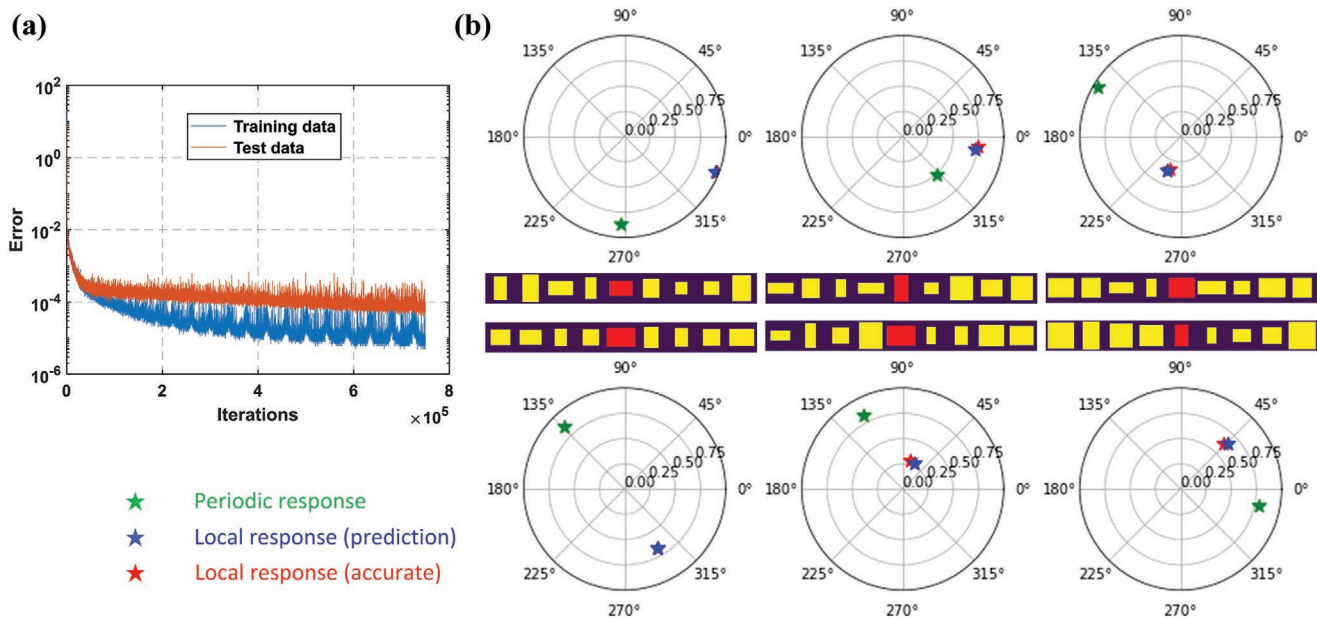 (a)
10^2
10^0
10^-2
10^-4
10^-6
Error
Training data
Test data
0 2 4 6 8
Iterations
×10^5
Periodic response
Local response (prediction)
Local response (accurate)
(b)
90° 90° 90°
135° 45° 135° 45° 135° 45°
0.00 0.25 0.50 0.75 0.00 0.25 0.50 0.75 0.00 0.25 0.50 0.75
180° 0° 180° 0° 180° 0°
225° 315° 225° 315° 225° 315°
270° 270° 270°
90° 90° 90°
135° 45° 135° 45° 135° 45°
0.00 0.25 0.50 0.75 0.00 0.25 0.50 0.75 0.00 0.25 0.50 0.75
180° 0° 180° 0° 180° 0°
225° 315° 225° 315° 225° 315°
270° 270° 270°